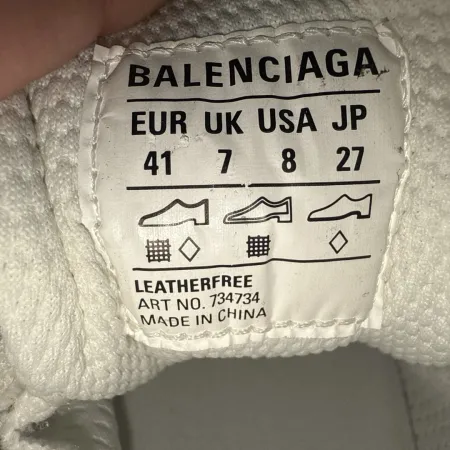 BALENCIAGA
EUR UK USA JP
41 7 8 27
LEATHERFREE
ART NO. 734734
MADE IN CHINA